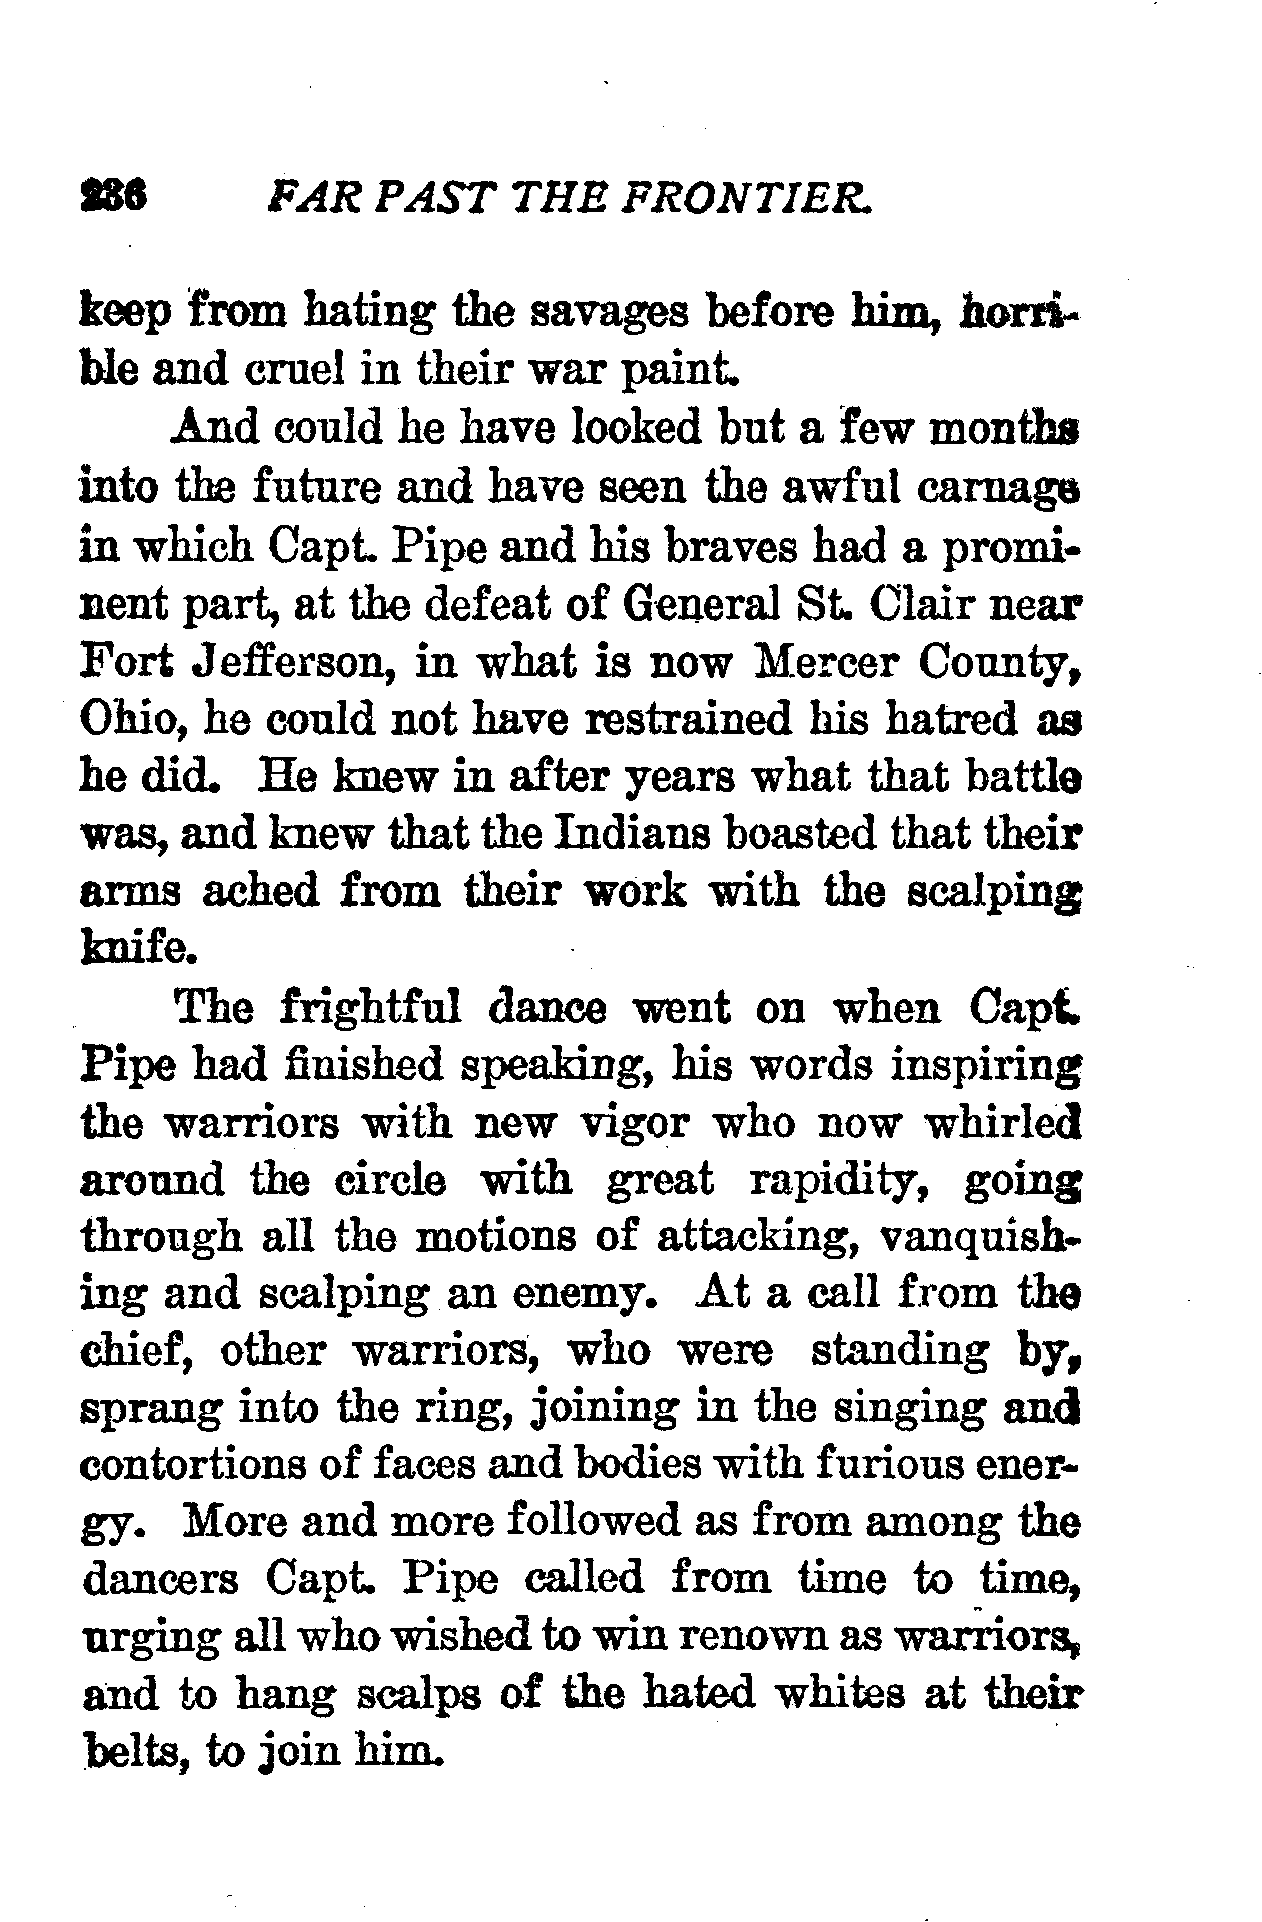 236 FAR PAST THE FRONTIER.
keep from hating the savages before him, horri-
ble and cruel in their war paint.
And could he have looked but a few months
into the future and have seen the awful carnage
in which Capt. Pipe and his braves had a promi-
nent part, at the defeat of General St. Clair near
Fort Jefferson, in what is now Mercer County,
Ohio, he could not have restrained his hatred as
he did. He knew in after years what that battle
was, and knew that the Indians boasted that their
arms ached from their work with the scalping
knife.
The frightful dance went on when Capt.
Pipe had finished speaking, his words inspiring
the warriors with new vigor who now whirled
around the circle with great rapidity, going
through all the motions of attacking, vanquish-
ing and scalping an enemy. At a call from the
chief, other warriors, who were standing by,
sprang into the ring, joining in the singing and
contortions of faces and bodies with furious ener-
gy. More and more followed as from among the
dancers Capt. Pipe called from time to time,
urging all who wished to win renown as warriors,
and to hang scalps of the hated whites at their
belts, to join him.